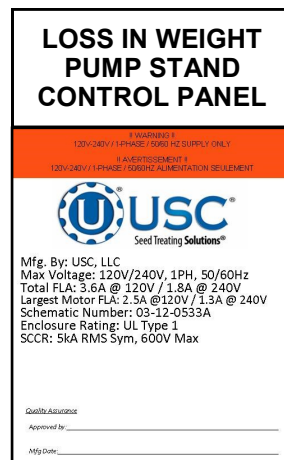 LOSS IN WEIGHT
PUMP STAND
CONTROL PANEL
!! WARNING !!
120V-240V / 1-PHASE / 50/60 HZ SUPPLY ONLY
!! AVERTISSEMENT !!
120V-240V / 1-PHASE / 50/60HZ ALIMENTATION SEULEMENT
U USC®
Seed Treating Solutions®
Mfg. By: USC, LLC
Max Voltage: 120V/240V, 1PH, 50/60Hz
Total FLA: 3.6A @ 120V / 1.8A @ 240V
Largest Motor FLA: 2.5A @120V / 1.3A @ 240V
Schematic Number: 03-12-0533A
Enclosure Rating: UL Type 1
SCCR: 5kA RMS Sym, 600V Max
Quality Assurance
Approved by:
Mfg Date: